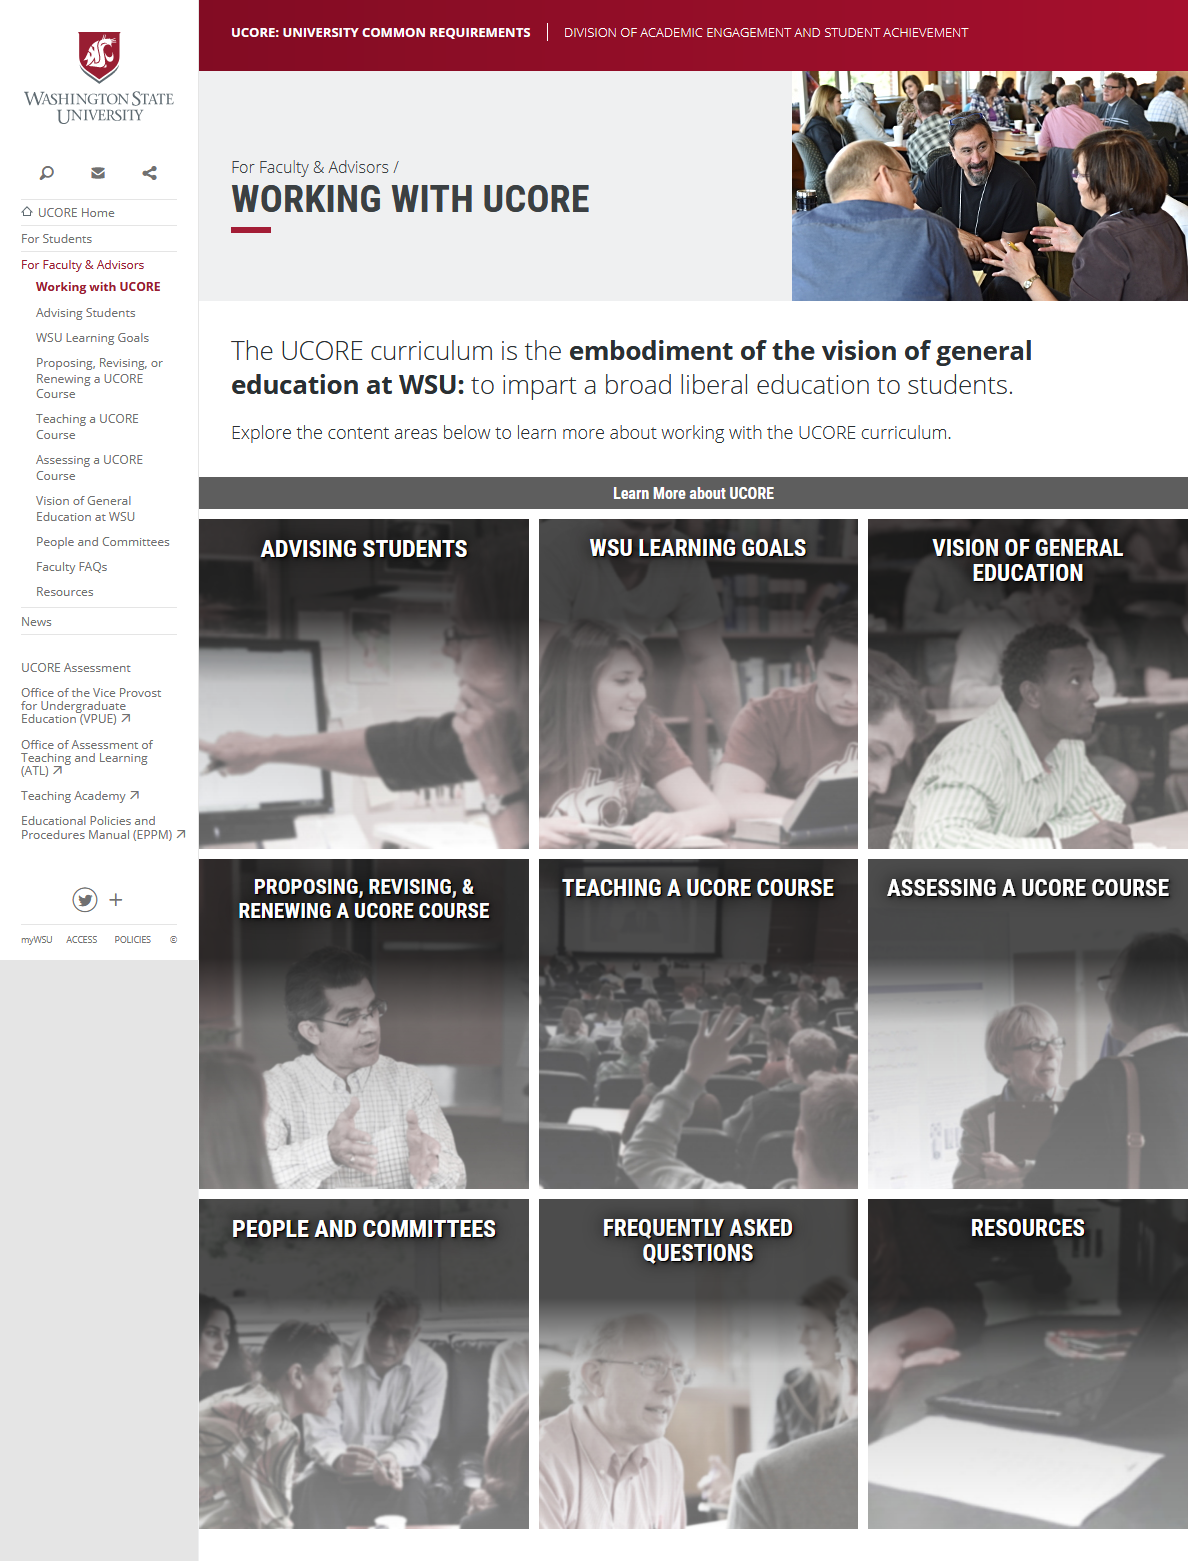 WASHINGTON STATE
UNIVERSITY
UCORE Home
For Students
For Faculty & Advisors
Working with UCORE
Advising Students
WSU Learning Goals
Proposing, Revising, or
Renewing a UCORE
Course
Teaching a UCORE
Course
Assessing a UCORE
Course
Vision of General
Education at WSU
People and Committees
Faculty FAQs
Resources
News
UCORE Assessment
Office of the Vice Provost
for Undergraduate
Education (VPUE)
Office of Assessment of
Teaching and Learning
(ATL)
Teaching Academy
Educational Policies and
Procedures Manual (EPPM)
myWSU ACCESS POLICIES ©
UCORE: UNIVERSITY COMMON REQUIREMENTS DIVISION OF ACADEMIC ENGAGEMENT AND STUDENT ACHIEVEMENT
For Faculty & Advisors /
WORKING WITH UCORE
The UCORE curriculum is the embodiment of the vision of general
education at WSU: to impart a broad liberal education to students.
Explore the content areas below to learn more about working with the UCORE curriculum.
Learn More about UCORE
ADVISING STUDENTS
WSU LEARNING GOALS
VISION OF GENERAL
EDUCATION
PROPOSING, REVISING, &
RENEWING A UCORE COURSE
TEACHING A UCORE COURSE
ASSESSING A UCORE COURSE
PEOPLE AND COMMITTEES
FREQUENTLY ASKED
QUESTIONS
RESOURCES